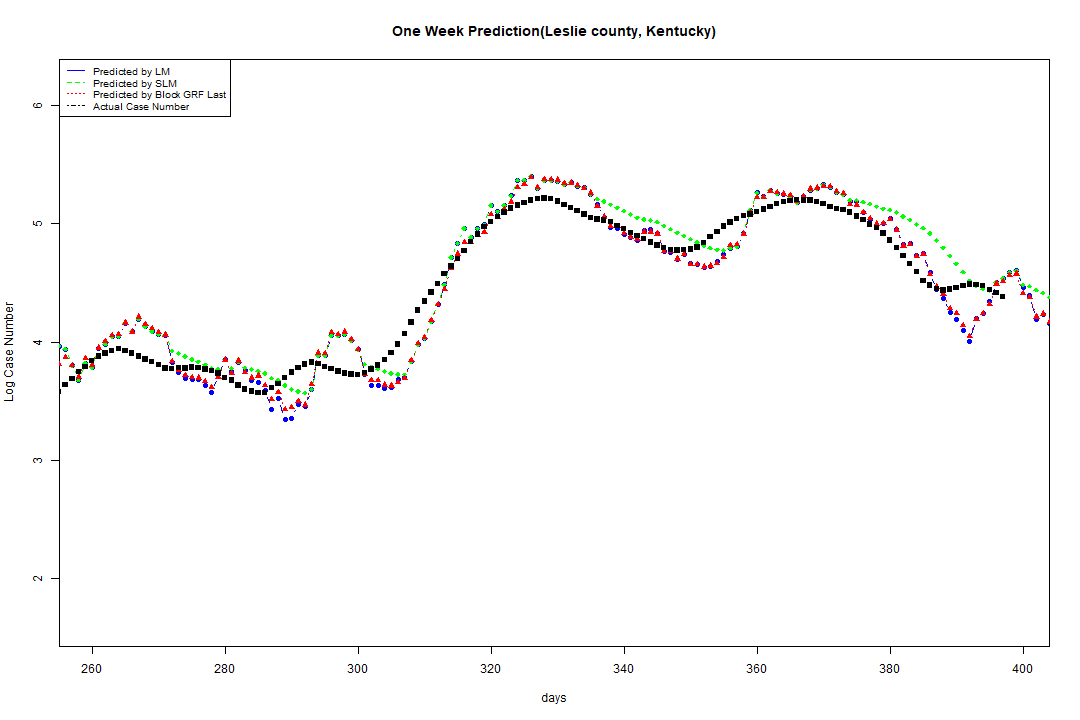 One Week Prediction(Leslie county, Kentucky)
Predicted by LM
Predicted by SLM
Predicted by Block GRF Last
Actual Case Number
6
5
4
3
2
Log Case Number
260 280 300 320 340 360 380 400
days